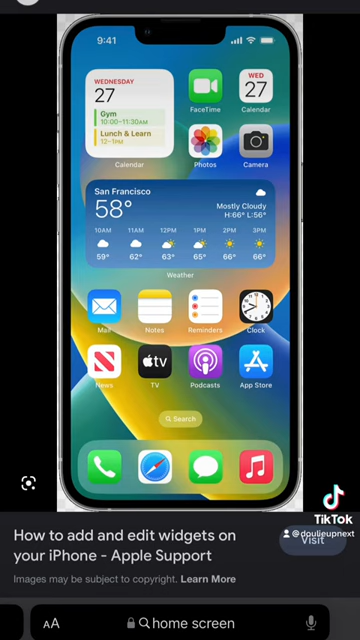 9:41
WEDNESDAY
27
Gym
10:00–11:30AM
Lunch & Learn
12–1PM
Calendar
FaceTime
WED
27
Calendar
Photos
Camera
San Francisco
58°
Mostly Cloudy
H:66° L:56°
10AM 11AM 12PM 1PM 2PM 3PM
59° 62° 63° 65° 66° 66°
Weather
Mail Notes Reminders Clock
tv
News TV Podcasts App Store
Search
TikTok
@doulieupnext
How to add and edit widgets on
your iPhone - Apple Support
Visit
Images may be subject to copyright. Learn More
AA
home screen